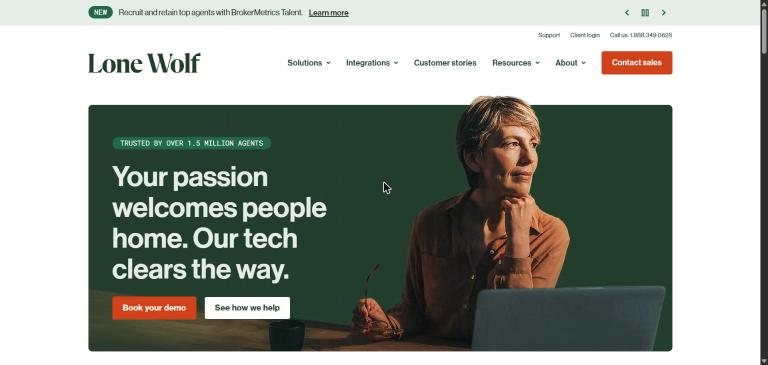 NEW Recruit and retain top agents with BrokerMetrics Talent. Learn more
Support Client login Call us: 1.888.349.0628
Lone Wolf Solutions Integrations Customer stories Resources About Contact sales
TRUSTED BY OVER 1.5 MILLION AGENTS
Your passion
welcomes people
home. Our tech
clears the way.
Book your demo See how we help